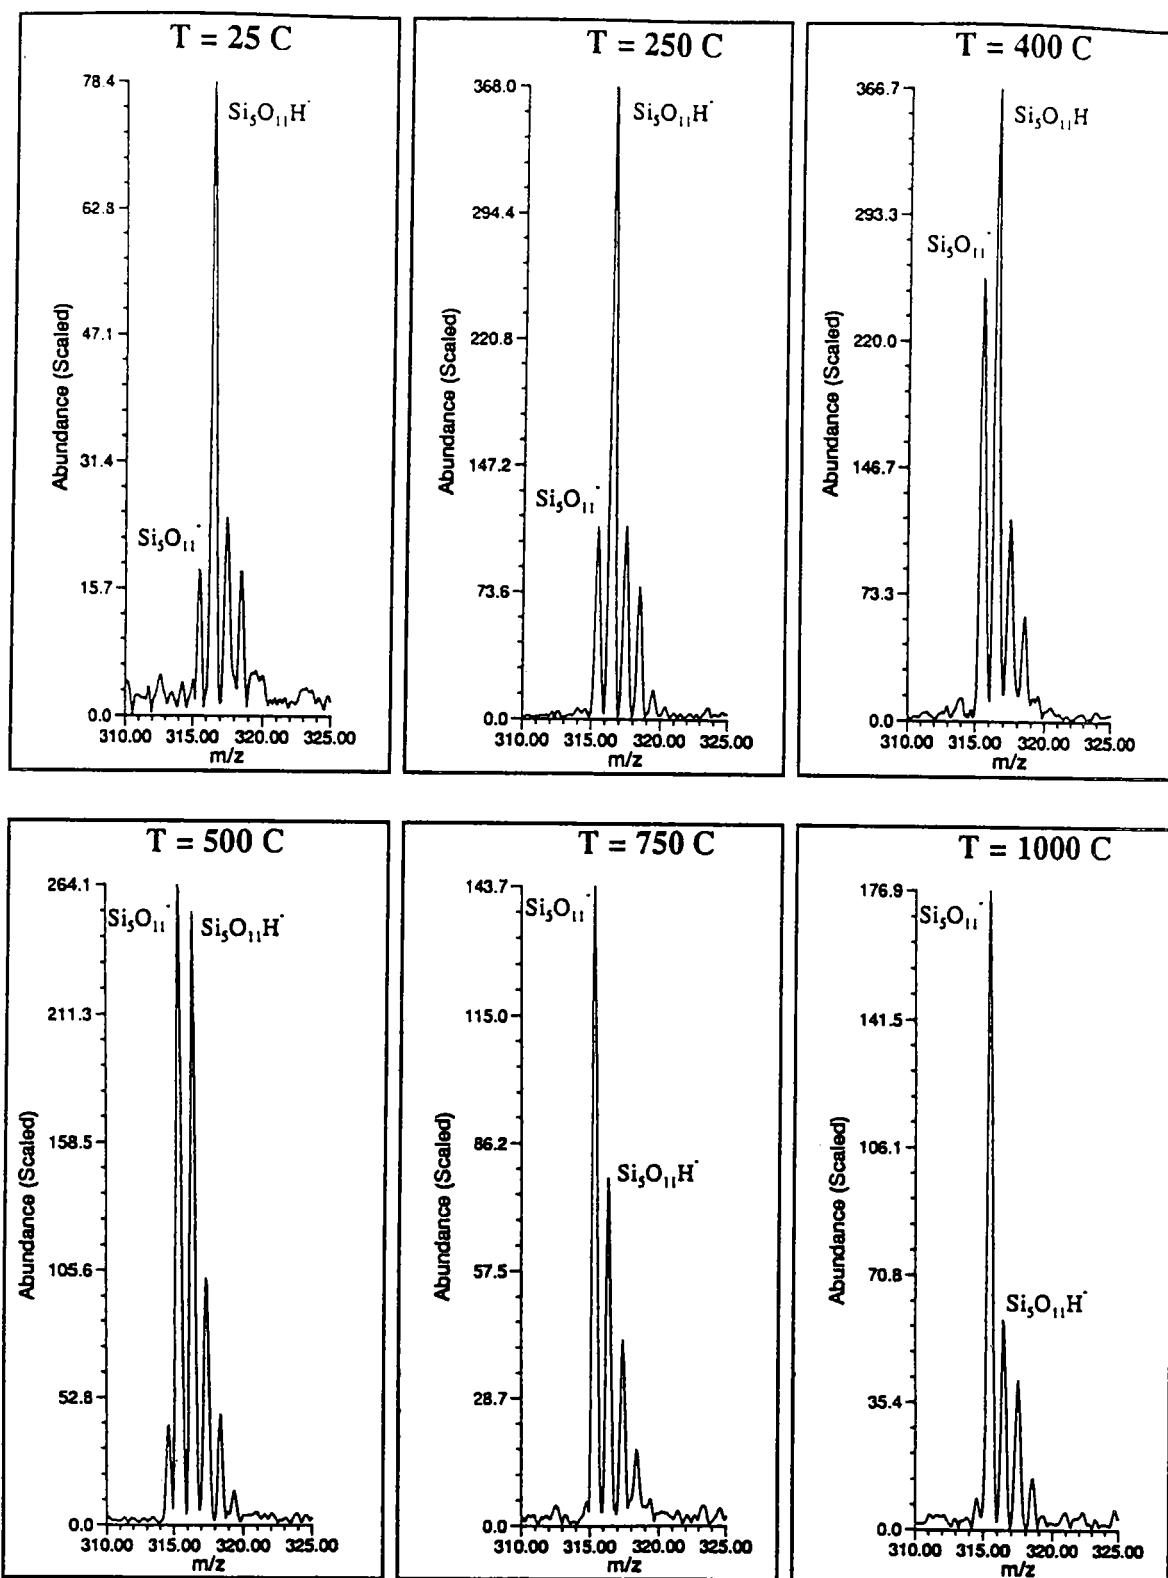 T = 25 C
78.4
Si₅O₁₁H⁻
62.8
47.1
31.4
Si₅O₁₁⁻
15.7
0.0
310.00 315.00 320.00 325.00
m/z
Abundance (Scaled)
T = 250 C
368.0
Si₅O₁₁H⁻
294.4
220.8
147.2
Si₅O₁₁⁻
73.6
0.0
310.00 315.00 320.00 325.00
m/z
Abundance (Scaled)
T = 400 C
366.7
Si₅O₁₁H
293.3
Si₅O₁₁⁻
220.0
146.7
73.3
0.0
310.00 315.00 320.00 325.00
m/z
Abundance (Scaled)
T = 500 C
264.1
Si₅O₁₁⁻
Si₅O₁₁H⁻
211.3
158.5
105.6
52.8
0.0
310.00 315.00 320.00 325.00
m/z
Abundance (Scaled)
T = 750 C
143.7
Si₅O₁₁⁻
115.0
86.2
Si₅O₁₁H⁻
57.5
28.7
0.0
310.00 315.00 320.00 325.00
m/z
Abundance (Scaled)
T = 1000 C
176.9
Si₅O₁₁⁻
141.5
106.1
70.8
Si₅O₁₁H⁻
35.4
0.0
310.00 315.00 320.00 325.00
m/z
Abundance (Scaled)